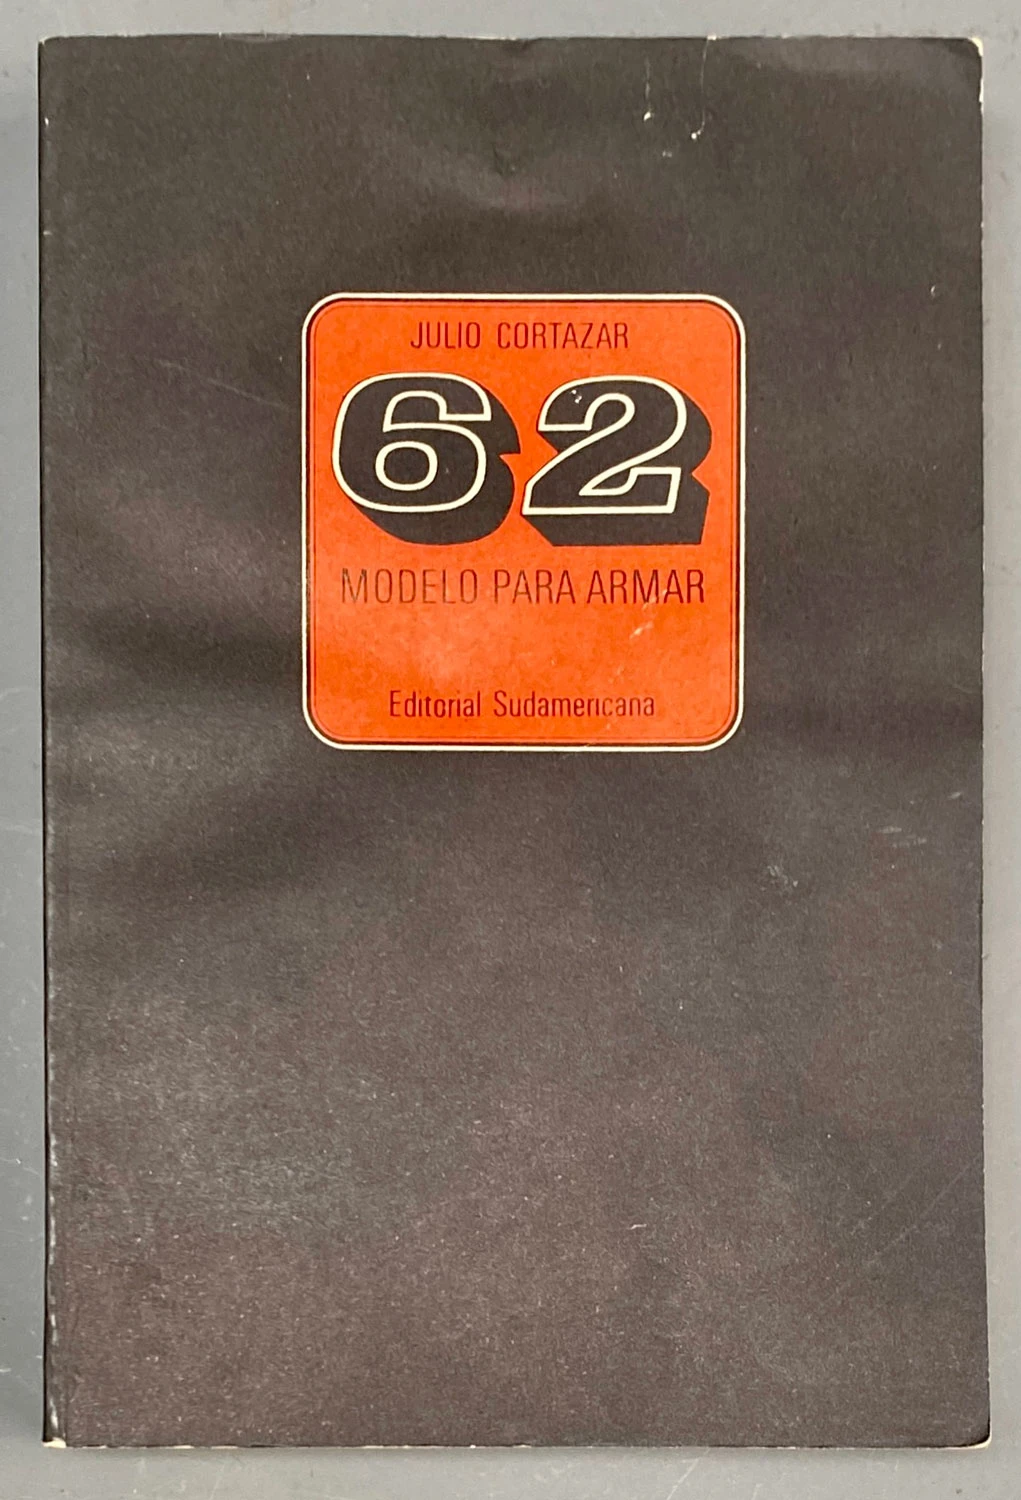 JULIO CORTAZAR
62
MODELO PARA ARMAR
Editorial Sudamericana